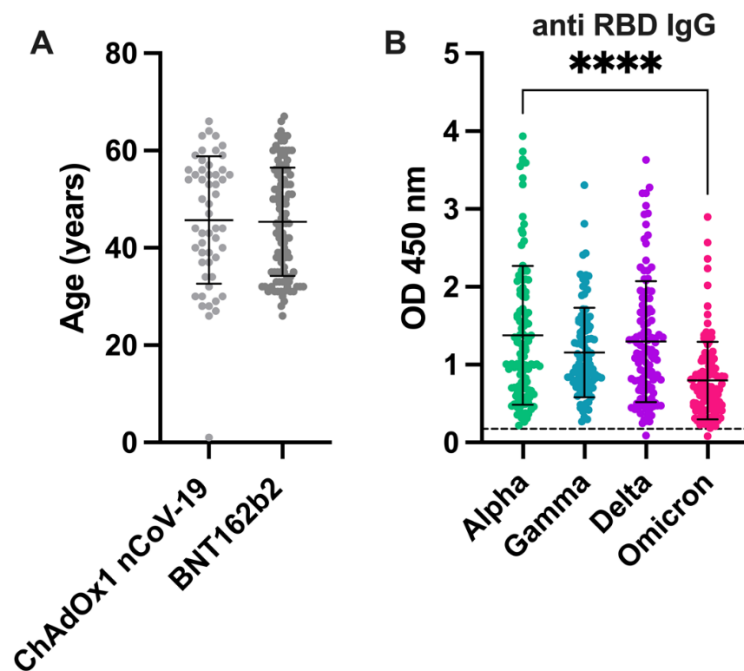 A
Age (years)
80
60
40
20
0
ChAdOx1 nCoV-19
BNT162b2
B
anti RBD IgG
****
OD 450 nm
5
4
3
2
1
0
Alpha
Gamma
Delta
Omicron